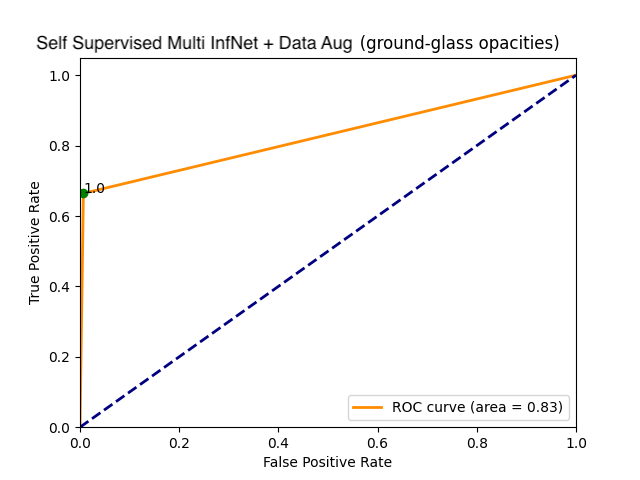 Self Supervised Multi InfNet + Data Aug (ground-glass opacities)
1.0
0.8
0.6
0.4
0.2
0.0
True Positive Rate
1.0
ROC curve (area = 0.83)
0.0 0.2 0.4 0.6 0.8 1.0
False Positive Rate